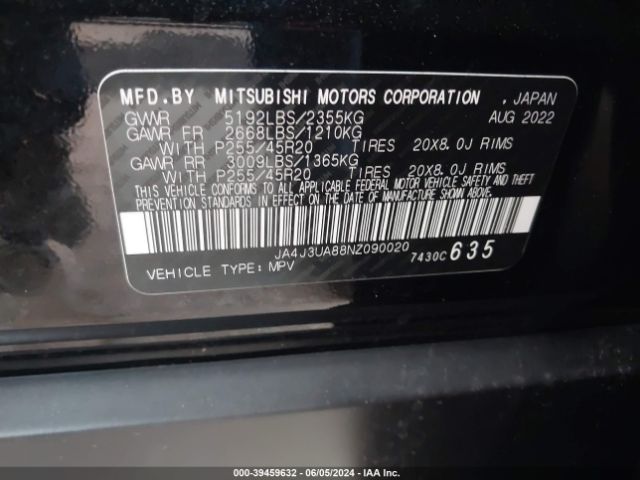 MFD.BY MITSUBISHI MOTORS CORPORATION , JAPAN
GVWR 5192LBS/2355KG AUG 2022
GAWR FR 2668LBS/1210KG
WITH P255/45R20 TIRES 20X8.0J RIMS
GAWR RR 3009LBS/1365KG
WITH P255/45R20 TIRES 20X8.0J RIMS
THIS VEHICLE CONFORMS TO ALL APPLICABLE FEDERAL MOTOR VEHICLE SAFETY AND THEFT
PREVENTION STANDARDS IN EFFECT ON THE DATE OF MANUFACTURE SHOWN ABOVE.
JA4J3UA88NZ090020 7430C 635
VEHICLE TYPE: MPV
000-39459632 - 06/05/2024 - IAA Inc.